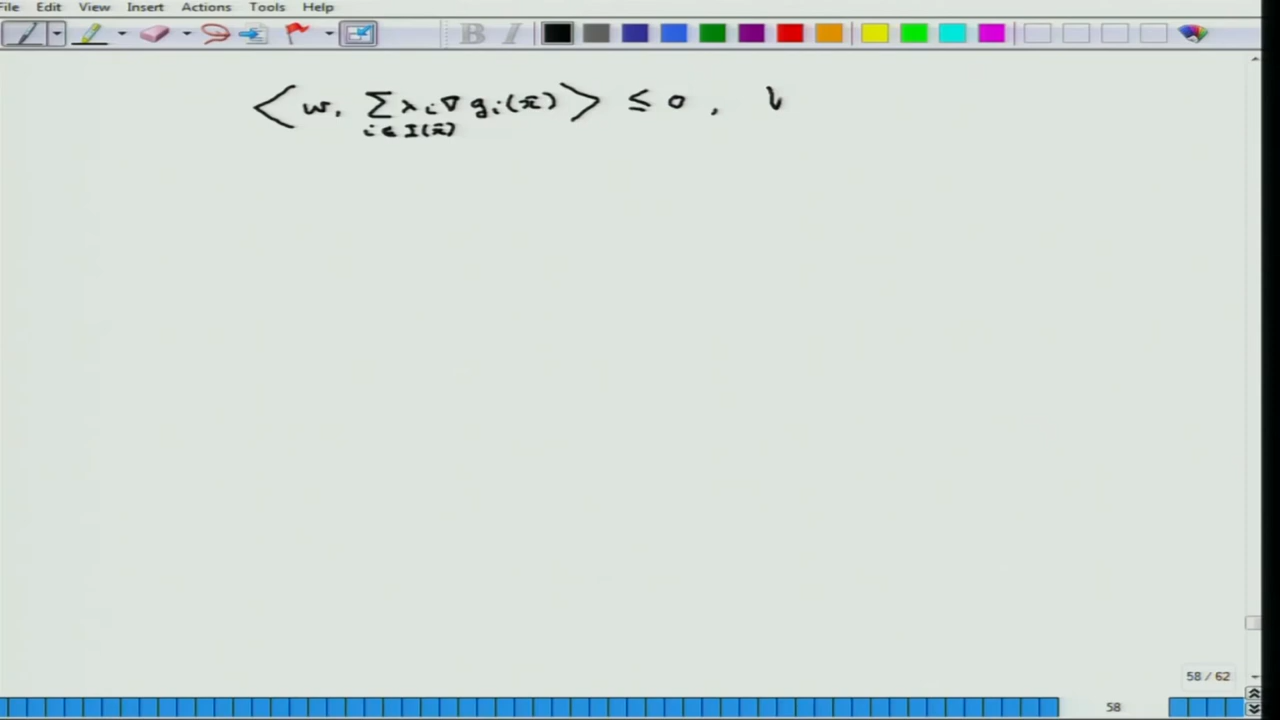 File Edit View Insert Actions Tools Help
B I
⟨ w, ∑ λᵢ ∇ gᵢ(x̄) ⟩ ≤ 0 ,
i ∈ I(x̄)
58 / 62
58